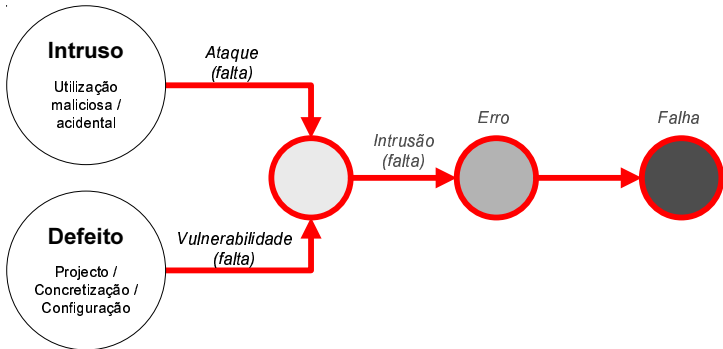 Intruso
Utilização
maliciosa /
acidental
Ataque
(falta)
Intrusão
(falta)
Erro
Falha
Defeito
Projecto /
Concretização /
Configuração
Vulnerabilidade
(falta)